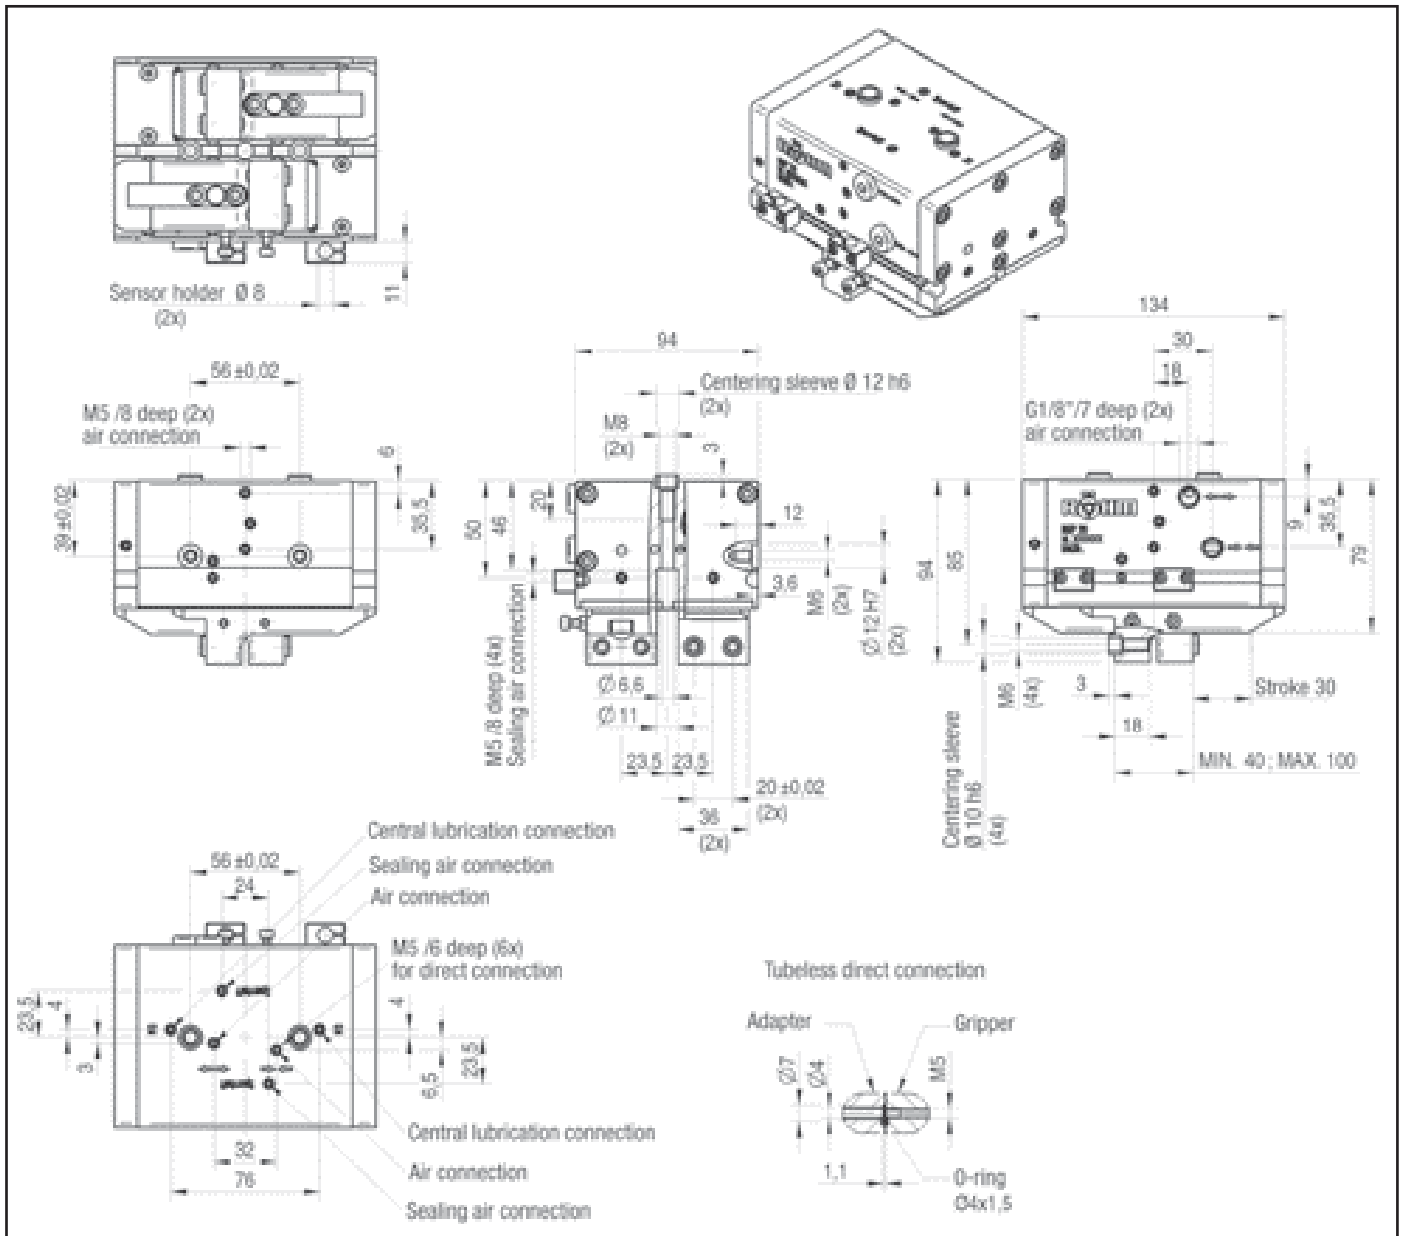 Sensor holder Ø 8
(2x)
11
134
30
18
G1/8"/7 deep (2x)
air connection
94
Centering sleeve Ø 12 h6
(2x)
M8
(2x)
3
56 ±0,02
M5 /8 deep (2x)
air connection
6
39 ±0,02
35,5
50
46
20
12
3,6
M6
(2x)
Ø 12 H7
(2x)
M5 /8 deep (4x)
Sealing air connection
Ø 6,6
Ø 11
23,5
23,5
20 ±0,02
(2x)
36
(2x)
RÖHM
94
85
9
35,5
79
M6
(4x)
3
18
Stroke 30
MIN. 40 ; MAX. 100
Centering sleeve
Ø 10 h6
(4x)
Central lubrication connection
Sealing air connection
Air connection
56 ±0,02
24
M5 /6 deep (6x)
for direct connection
23,5
4
3
4
6,5
23,5
32
76
Central lubrication connection
Air connection
Sealing air connection
Tubeless direct connection
Adapter
Gripper
Ø7
Ø4
M5
1,1
O-ring
Ø4x1,5